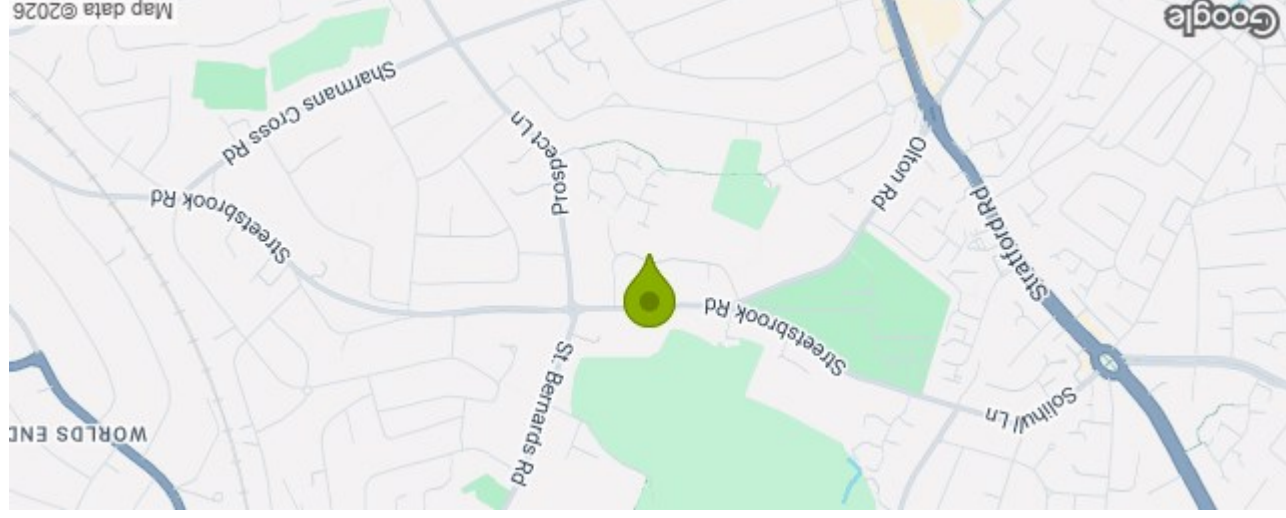 Map data ©2026
Google
Sharmans Cross Rd
Prospect Ln
Olton Rd
Streetsbrook Rd
Stratford Rd
Streetsbrook Rd
St. Bernards Rd
Solihull Ln
WORLDS END